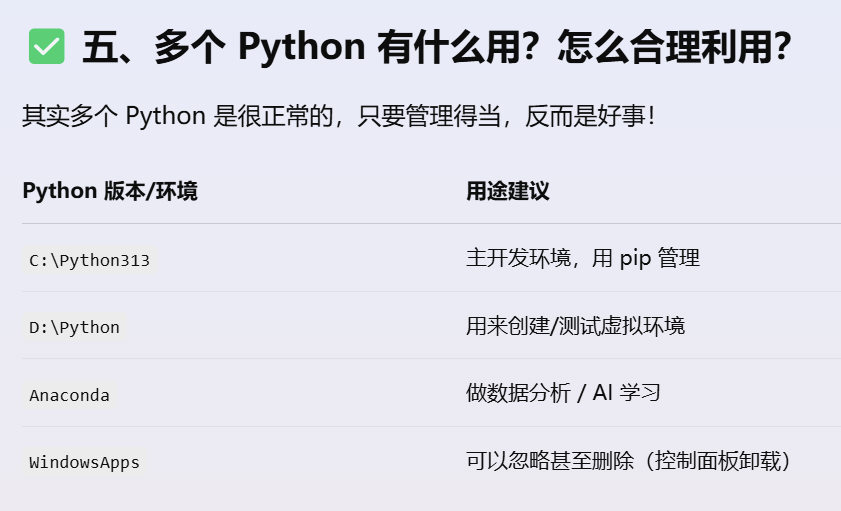 ✅ 五、多个 Python 有什么用？怎么合理利用？
其实多个 Python 是很正常的，只要管理得当，反而是好事！
Python 版本/环境 用途建议
C:\Python313 主开发环境，用 pip 管理
D:\Python 用来创建/测试虚拟环境
Anaconda 做数据分析 / AI 学习
WindowsApps 可以忽略甚至删除（控制面板卸载）